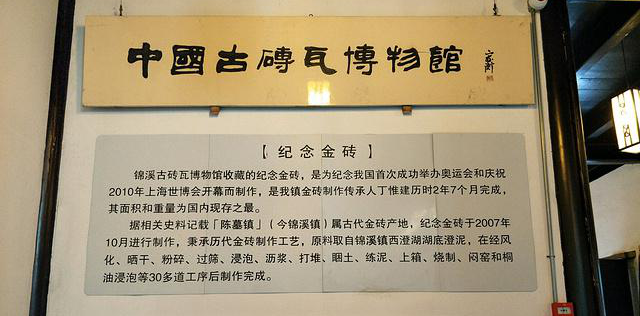 中國古磚瓦博物館
【 纪念金砖 】
锦溪古砖瓦博物馆收藏的纪念金砖，是为纪念我国首次成功举办奥运会和庆祝
2010年上海世博会开幕而制作，是我镇金砖制作传承人丁惟建历时2年7个月完成，
其面积和重量为国内现存之最。
据相关史料记载「陈墓镇」（今锦溪镇）属古代金砖产地，纪念金砖于2007年
10月进行制作，秉承历代金砖制作工艺，原料取自锦溪镇西澄湖湖底澄泥，在经风
化、晒干、粉碎、过筛、浸泡、沥浆、打堆、睏土、练泥、上箱、烧制、闷窑和桐
油浸泡等30多道工序后制作完成。